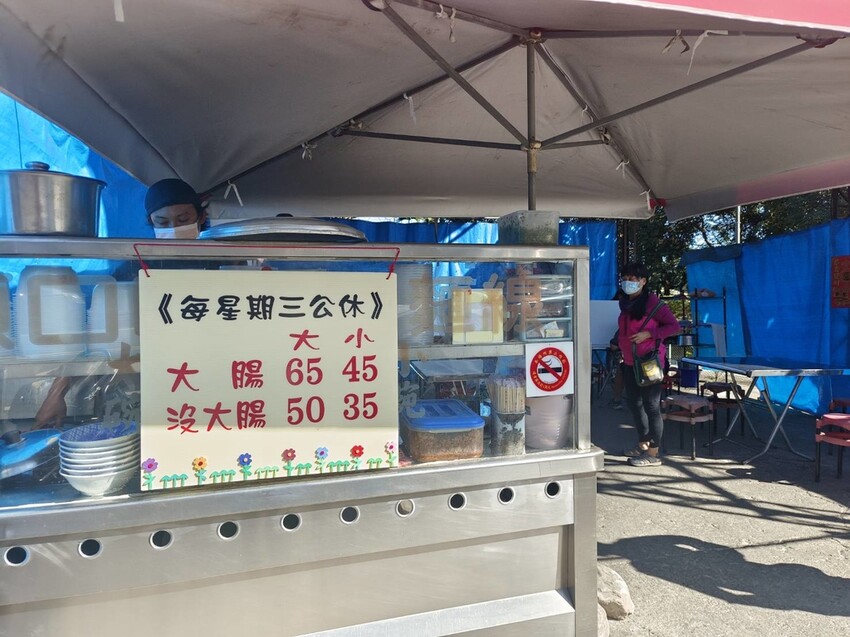 《每星期三公休》
大 小
大 腸 65 45
沒大腸 50 35